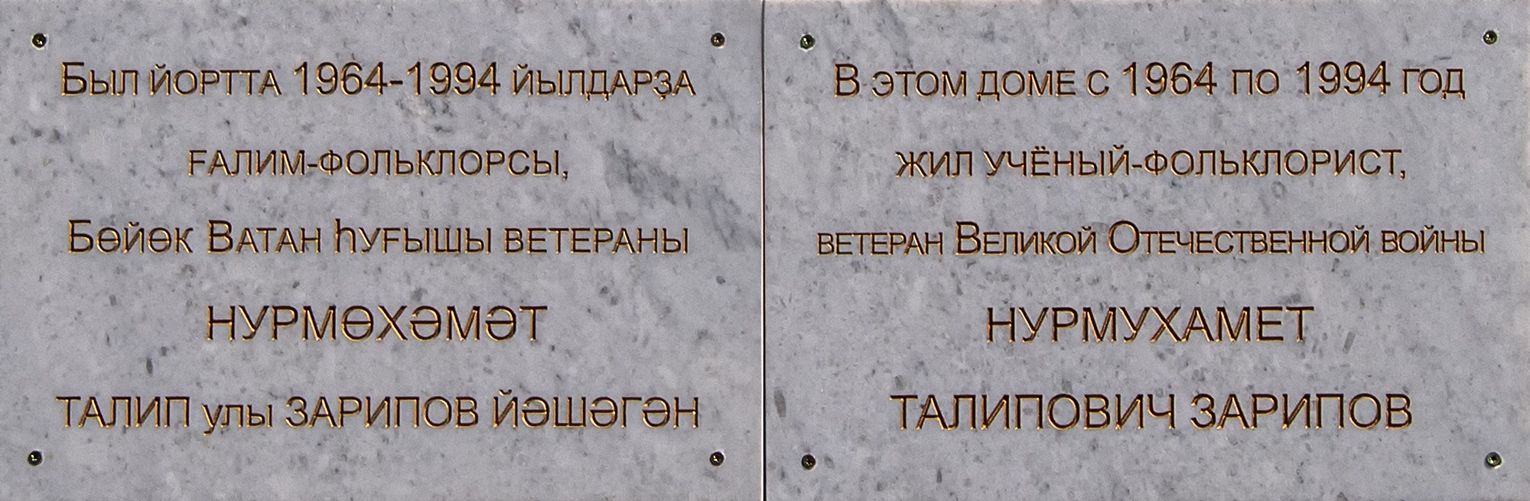 Был йортта 1964-1994 йылдарҙа
ғалим-фольклорсы,
Бөйөк Ватан һуғышы ветераны
НУРМӨХӘМӘТ
ТАЛИП улы ЗАРИПОВ ЙӘШӘГӘН
В этом доме с 1964 по 1994 год
жил учёный-фольклорист,
ветеран Великой Отечественной войны
НУРМУХАМЕТ
ТАЛИПОВИЧ ЗАРИПОВ